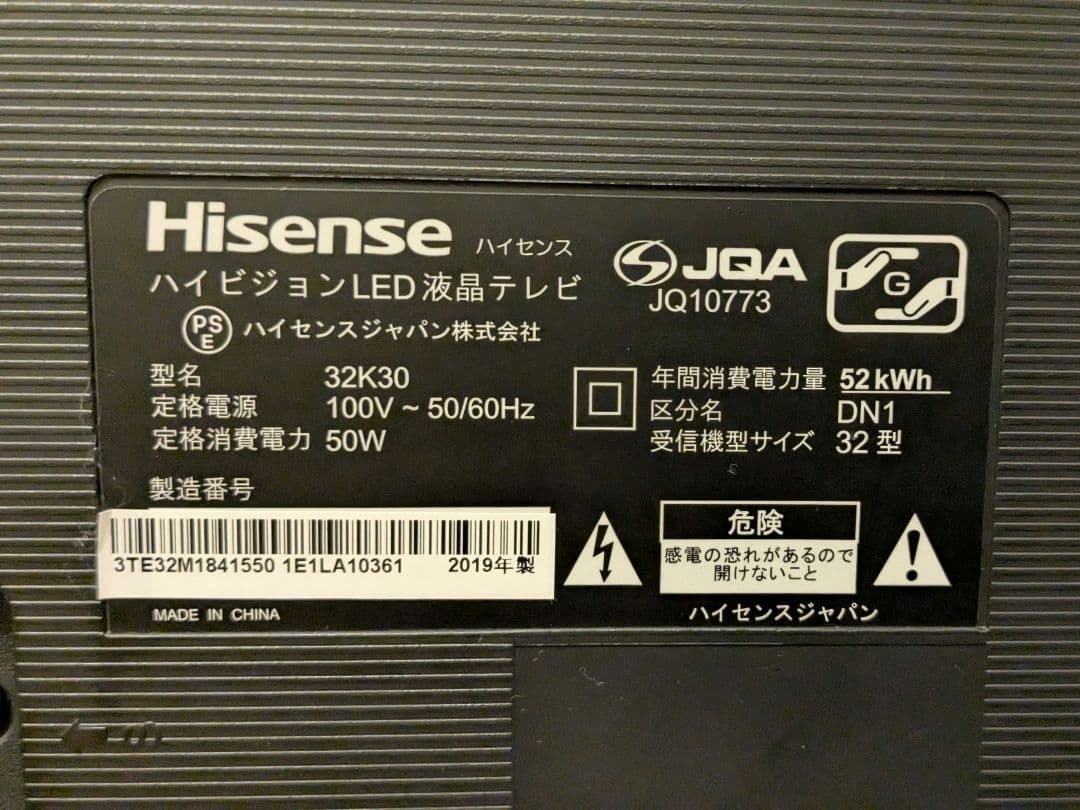 Hisense ハイセンス
ハイビジョンLED液晶テレビ
PSE ハイセンスジャパン株式会社
JQA
JQ10773
G
型名 32K30
定格電源 100V ~ 50/60Hz
定格消費電力 50W
年間消費電力量 52kWh
区分名 DN1
受信機型サイズ 32型
製造番号
3TE32M1841550 1E1LA10361 2019年製
MADE IN CHINA
危険
感電の恐れがあるので
開けないこと
ハイセンスジャパン